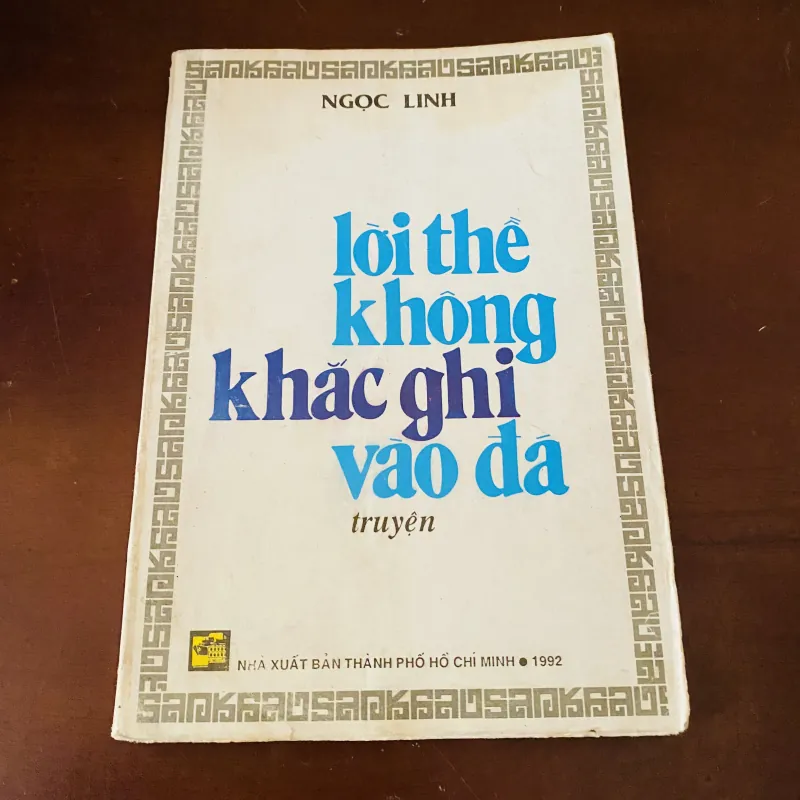 NGỌC LINH
lời thề
không
khắc ghi
vào đá
truyện
NHÀ XUẤT BẢN THÀNH PHỐ HỒ CHÍ MINH ● 1992